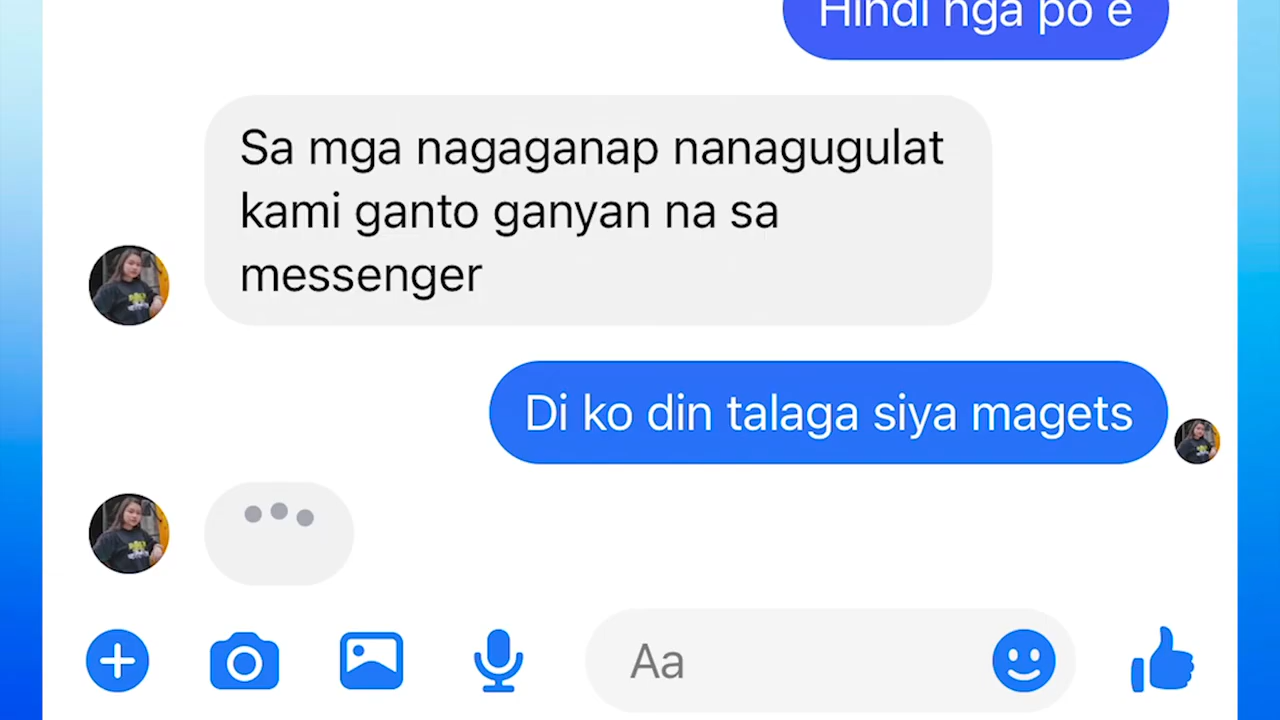 Hindi nga po e
Sa mga nagaganap nanagugulat
kami ganto ganyan na sa
messenger
Di ko din talaga siya magets
Aa